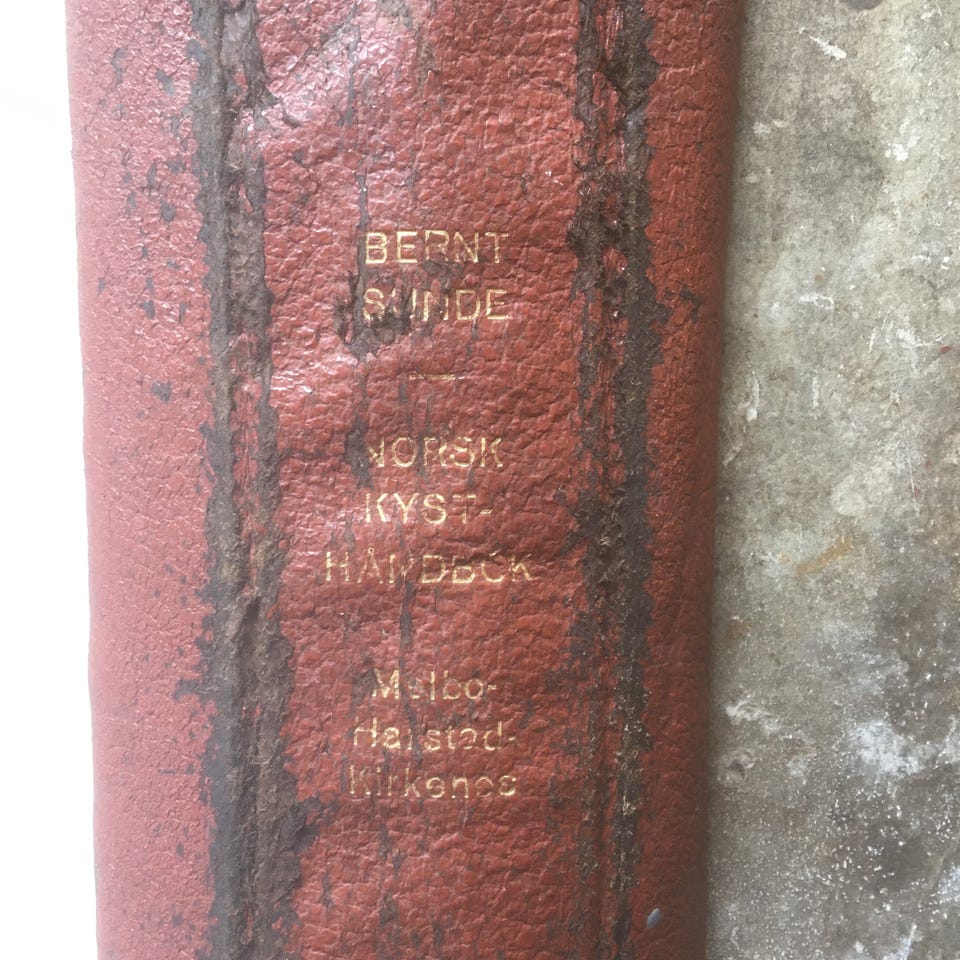 BERNT
SUNDE
NORSK
KYST-
HÅNDBOK
Melbo-
Harstad-
Kirkenes